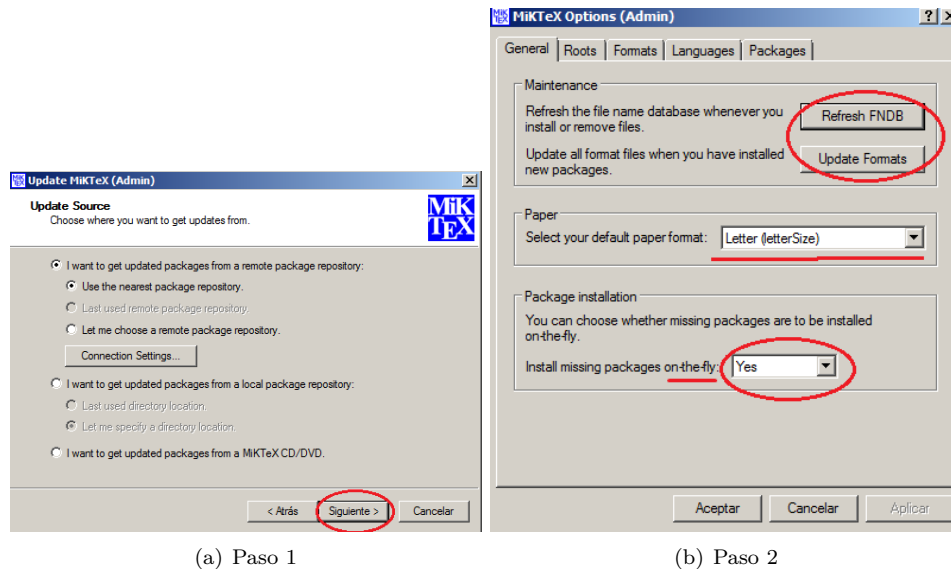 MiKTeX Options (Admin)
General Roots Formats Languages Packages
Maintenance
Refresh the file name database whenever you
install or remove files.
Refresh FNDB
Update all format files when you have installed
new packages.
Update Formats
Paper
Select your default paper format: Letter (letterSize)
Package installation
You can choose whether missing packages are to be installed
on-the-fly.
Install missing packages on-the-fly: Yes
Aceptar Cancelar Aplicar
Update MiKTeX (Admin)
Update Source
Choose where you want to get updates from.
MiK
TEX
I want to get updated packages from a remote package repository:
Use the nearest package repository.
Last used remote package repository.
Let me choose a remote package repository.
Connection Settings...
I want to get updated packages from a local package repository:
Last used directory location.
Let me specify a directory location.
I want to get updated packages from a MiKTeX CD/DVD.
< Atrás Siguiente > Cancelar
(a) Paso 1
(b) Paso 2